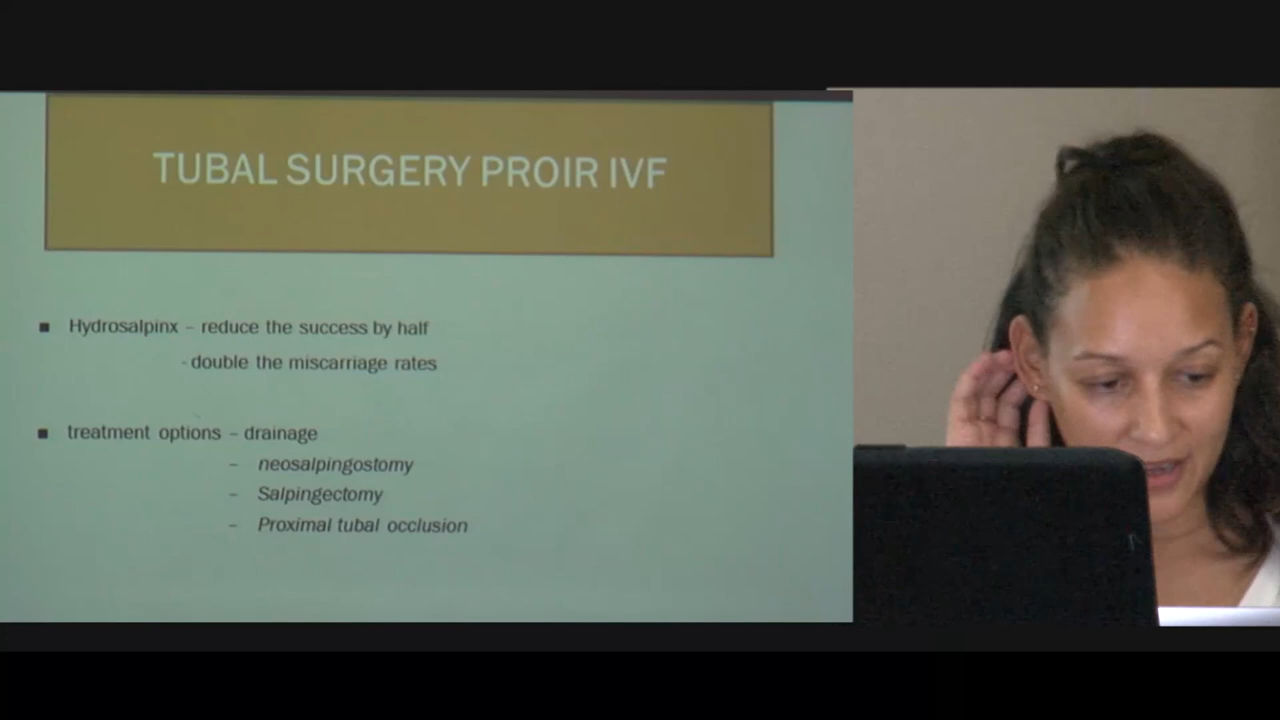 TUBAL SURGERY PROIR IVF
▪ Hydrosalpinx – reduce the success by half
- double the miscarriage rates
▪ treatment options – drainage
– neosalpingostomy
– Salpingectomy
– Proximal tubal occlusion